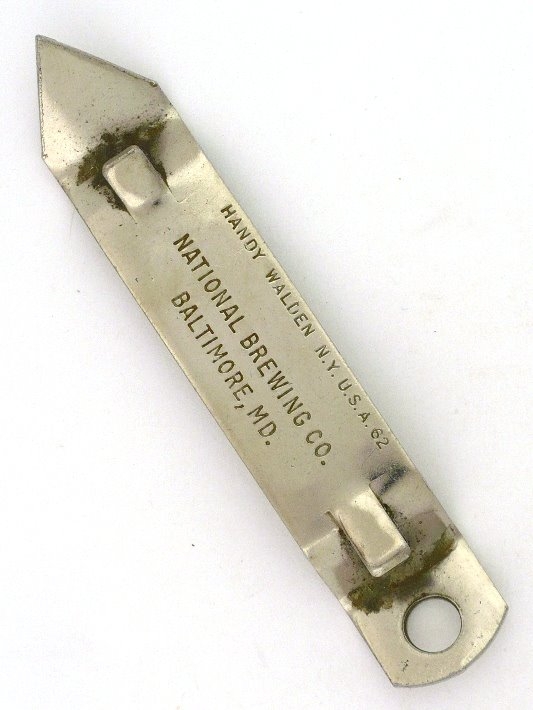 HANDY WALDEN N.Y. U.S.A. 62
NATIONAL BREWING CO.
BALTIMORE, MD.